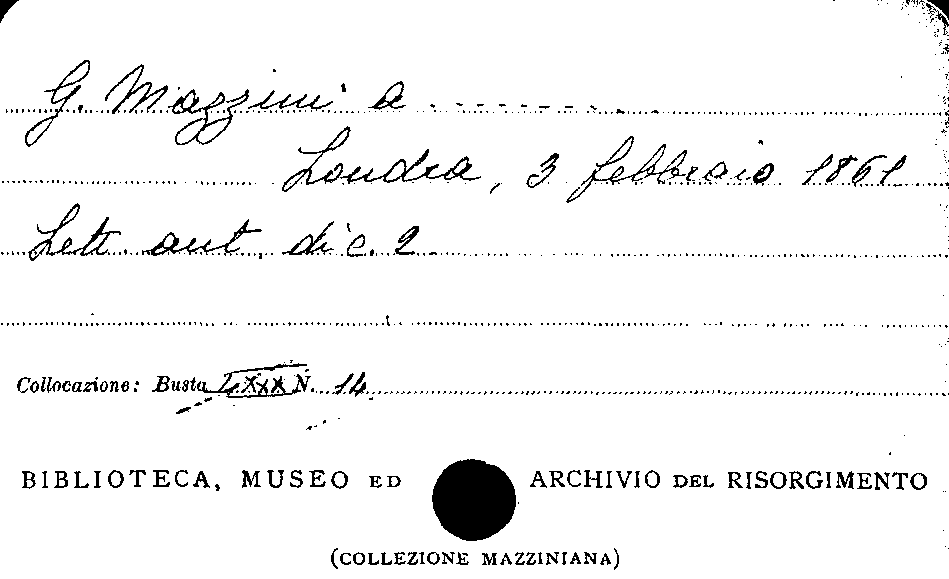 G. Mazzini a . - - - - - - . . .
Londra, 3 febbraio 1861
Lett. aut. di c. 2
Collocazione: Busta LXXX N. 14
BIBLIOTECA, MUSEO ED ARCHIVIO DEL RISORGIMENTO
(COLLEZIONE MAZZINIANA)